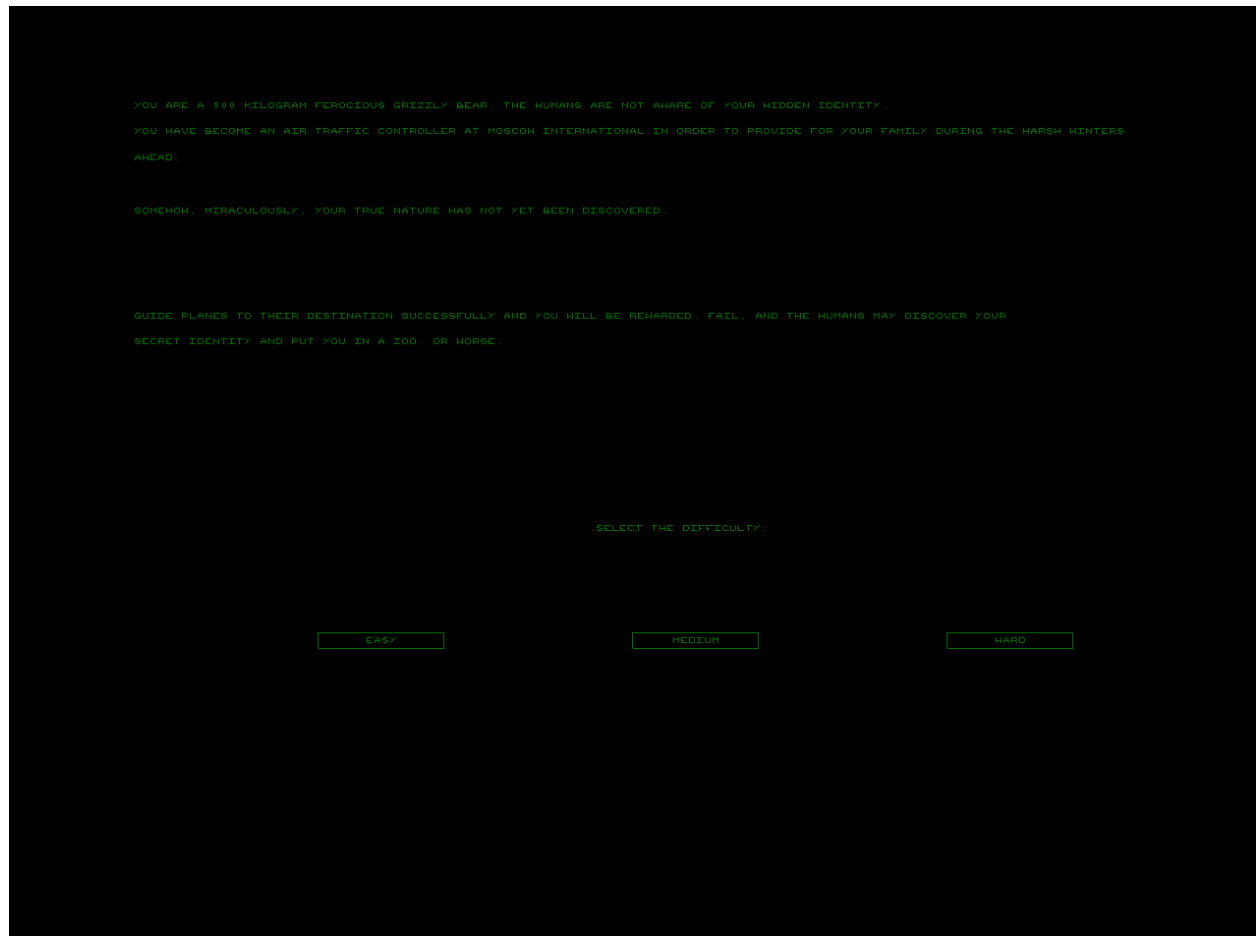 YOU ARE A 500 KILOGRAM FEROCIOUS GRIZZLY BEAR. THE HUMANS ARE NOT AWARE OF YOUR HIDDEN IDENTITY.
YOU HAVE BECOME AN AIR TRAFFIC CONTROLLER AT MOSCOW INTERNATIONAL IN ORDER TO PROVIDE FOR YOUR FAMILY DURING THE HARSH WINTERS
AHEAD.
SOMEHOW, MIRACULOUSLY, YOUR TRUE NATURE HAS NOT YET BEEN DISCOVERED.
GUIDE PLANES TO THEIR DESTINATION SUCCESSFULLY AND YOU WILL BE REWARDED. FAIL, AND THE HUMANS MAY DISCOVER YOUR
SECRET IDENTITY AND PUT YOU IN A ZOO. OR WORSE.
SELECT THE DIFFICULTY:
EASY MEDIUM HARD